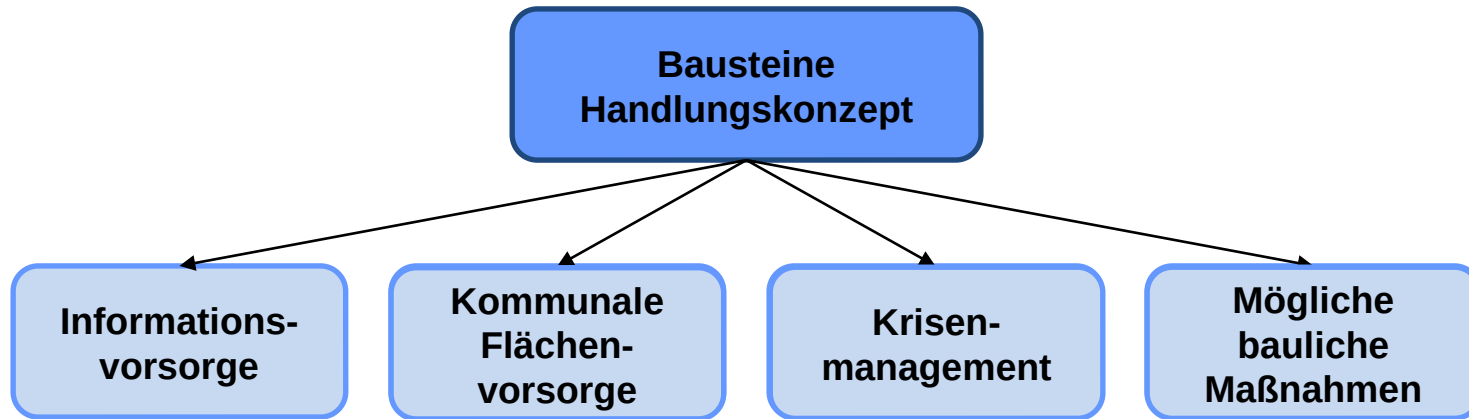 Bausteine
Handlungskonzept
Informations-
vorsorge
Kommunale
Flächen-
vorsorge
Krisen-
management
Mögliche
bauliche
Maßnahmen